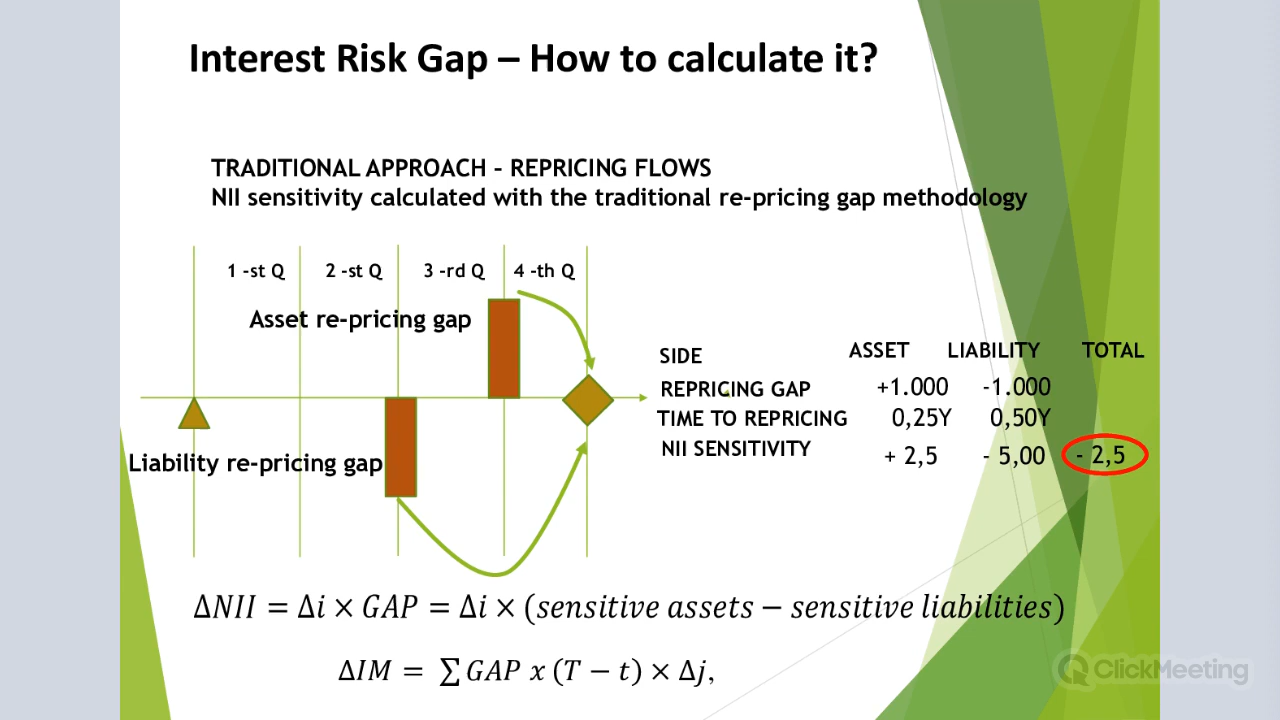 Interest Risk Gap – How to calculate it?
TRADITIONAL APPROACH – REPRICING FLOWS
NII sensitivity calculated with the traditional re-pricing gap methodology
1 -st Q 2 -st Q 3 -rd Q 4 -th Q
Asset re-pricing gap
Liability re-pricing gap
SIDE ASSET LIABILITY TOTAL
REPRICING GAP +1.000 -1.000
TIME TO REPRICING 0,25Y 0,50Y
NII SENSITIVITY + 2,5 - 5,00 - 2,5
ΔNII = Δi × GAP = Δi × (sensitive assets − sensitive liabilities)
ΔIM = ∑ GAP x (T − t) × Δj,
ClickMeeting